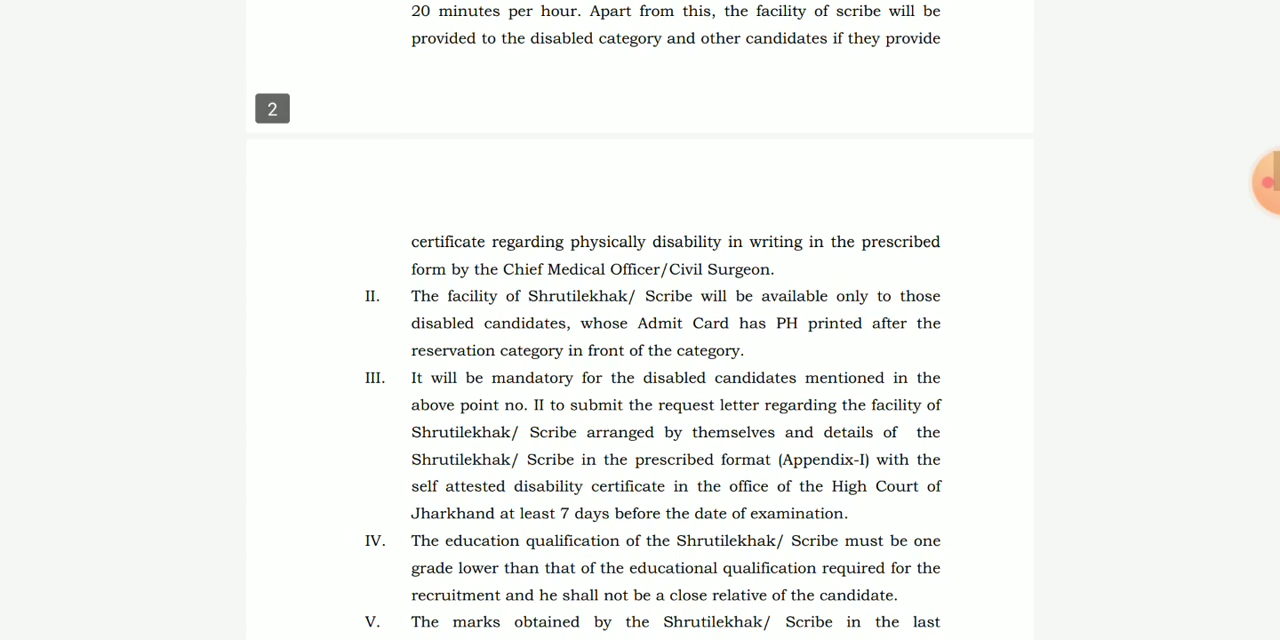 20 minutes per hour. Apart from this, the facility of scribe will be
provided to the disabled category and other candidates if they provide
2
certificate regarding physically disability in writing in the prescribed
form by the Chief Medical Officer/Civil Surgeon.
II. The facility of Shrutilekhak/ Scribe will be available only to those
disabled candidates, whose Admit Card has PH printed after the
reservation category in front of the category.
III. It will be mandatory for the disabled candidates mentioned in the
above point no. II to submit the request letter regarding the facility of
Shrutilekhak/ Scribe arranged by themselves and details of the
Shrutilekhak/ Scribe in the prescribed format (Appendix-I) with the
self attested disability certificate in the office of the High Court of
Jharkhand at least 7 days before the date of examination.
IV. The education qualification of the Shrutilekhak/ Scribe must be one
grade lower than that of the educational qualification required for the
recruitment and he shall not be a close relative of the candidate.
V. The marks obtained by the Shrutilekhak/ Scribe in the last